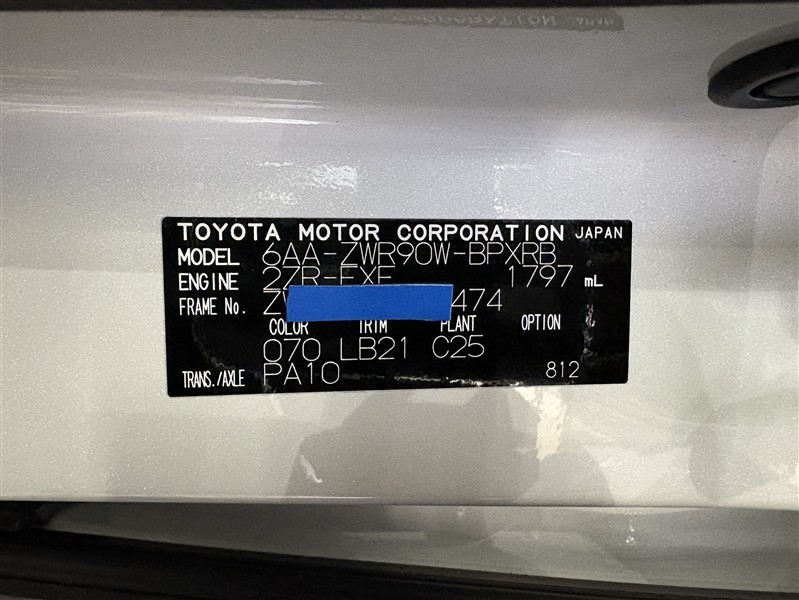 TOYOTA MOTOR CORPORATION JAPAN
MODEL 6AA-ZWR90W-BPXRB
ENGINE 2ZR-FXE 1797 mL
FRAME No. 474
COLOR TRIM PLANT OPTION
070 LB21 C25
TRANS./AXLE PA10 812